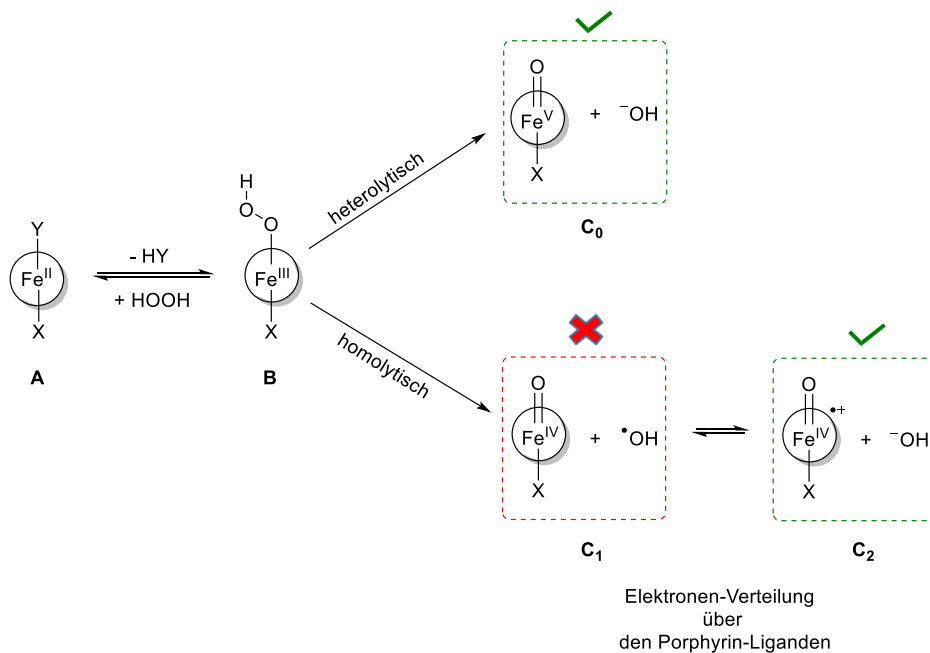 O
Fe^V
X
+ ⁻OH
C₀
heterolytisch
H
O
O
Fe^III
X
B
Y
Fe^II
X
A
- HY
+ HOOH
homolytisch
O
Fe^IV
X
+ •OH
C₁
O
•+
Fe^IV
X
+ ⁻OH
C₂
Elektronen-Verteilung
über
den Porphyrin-Liganden